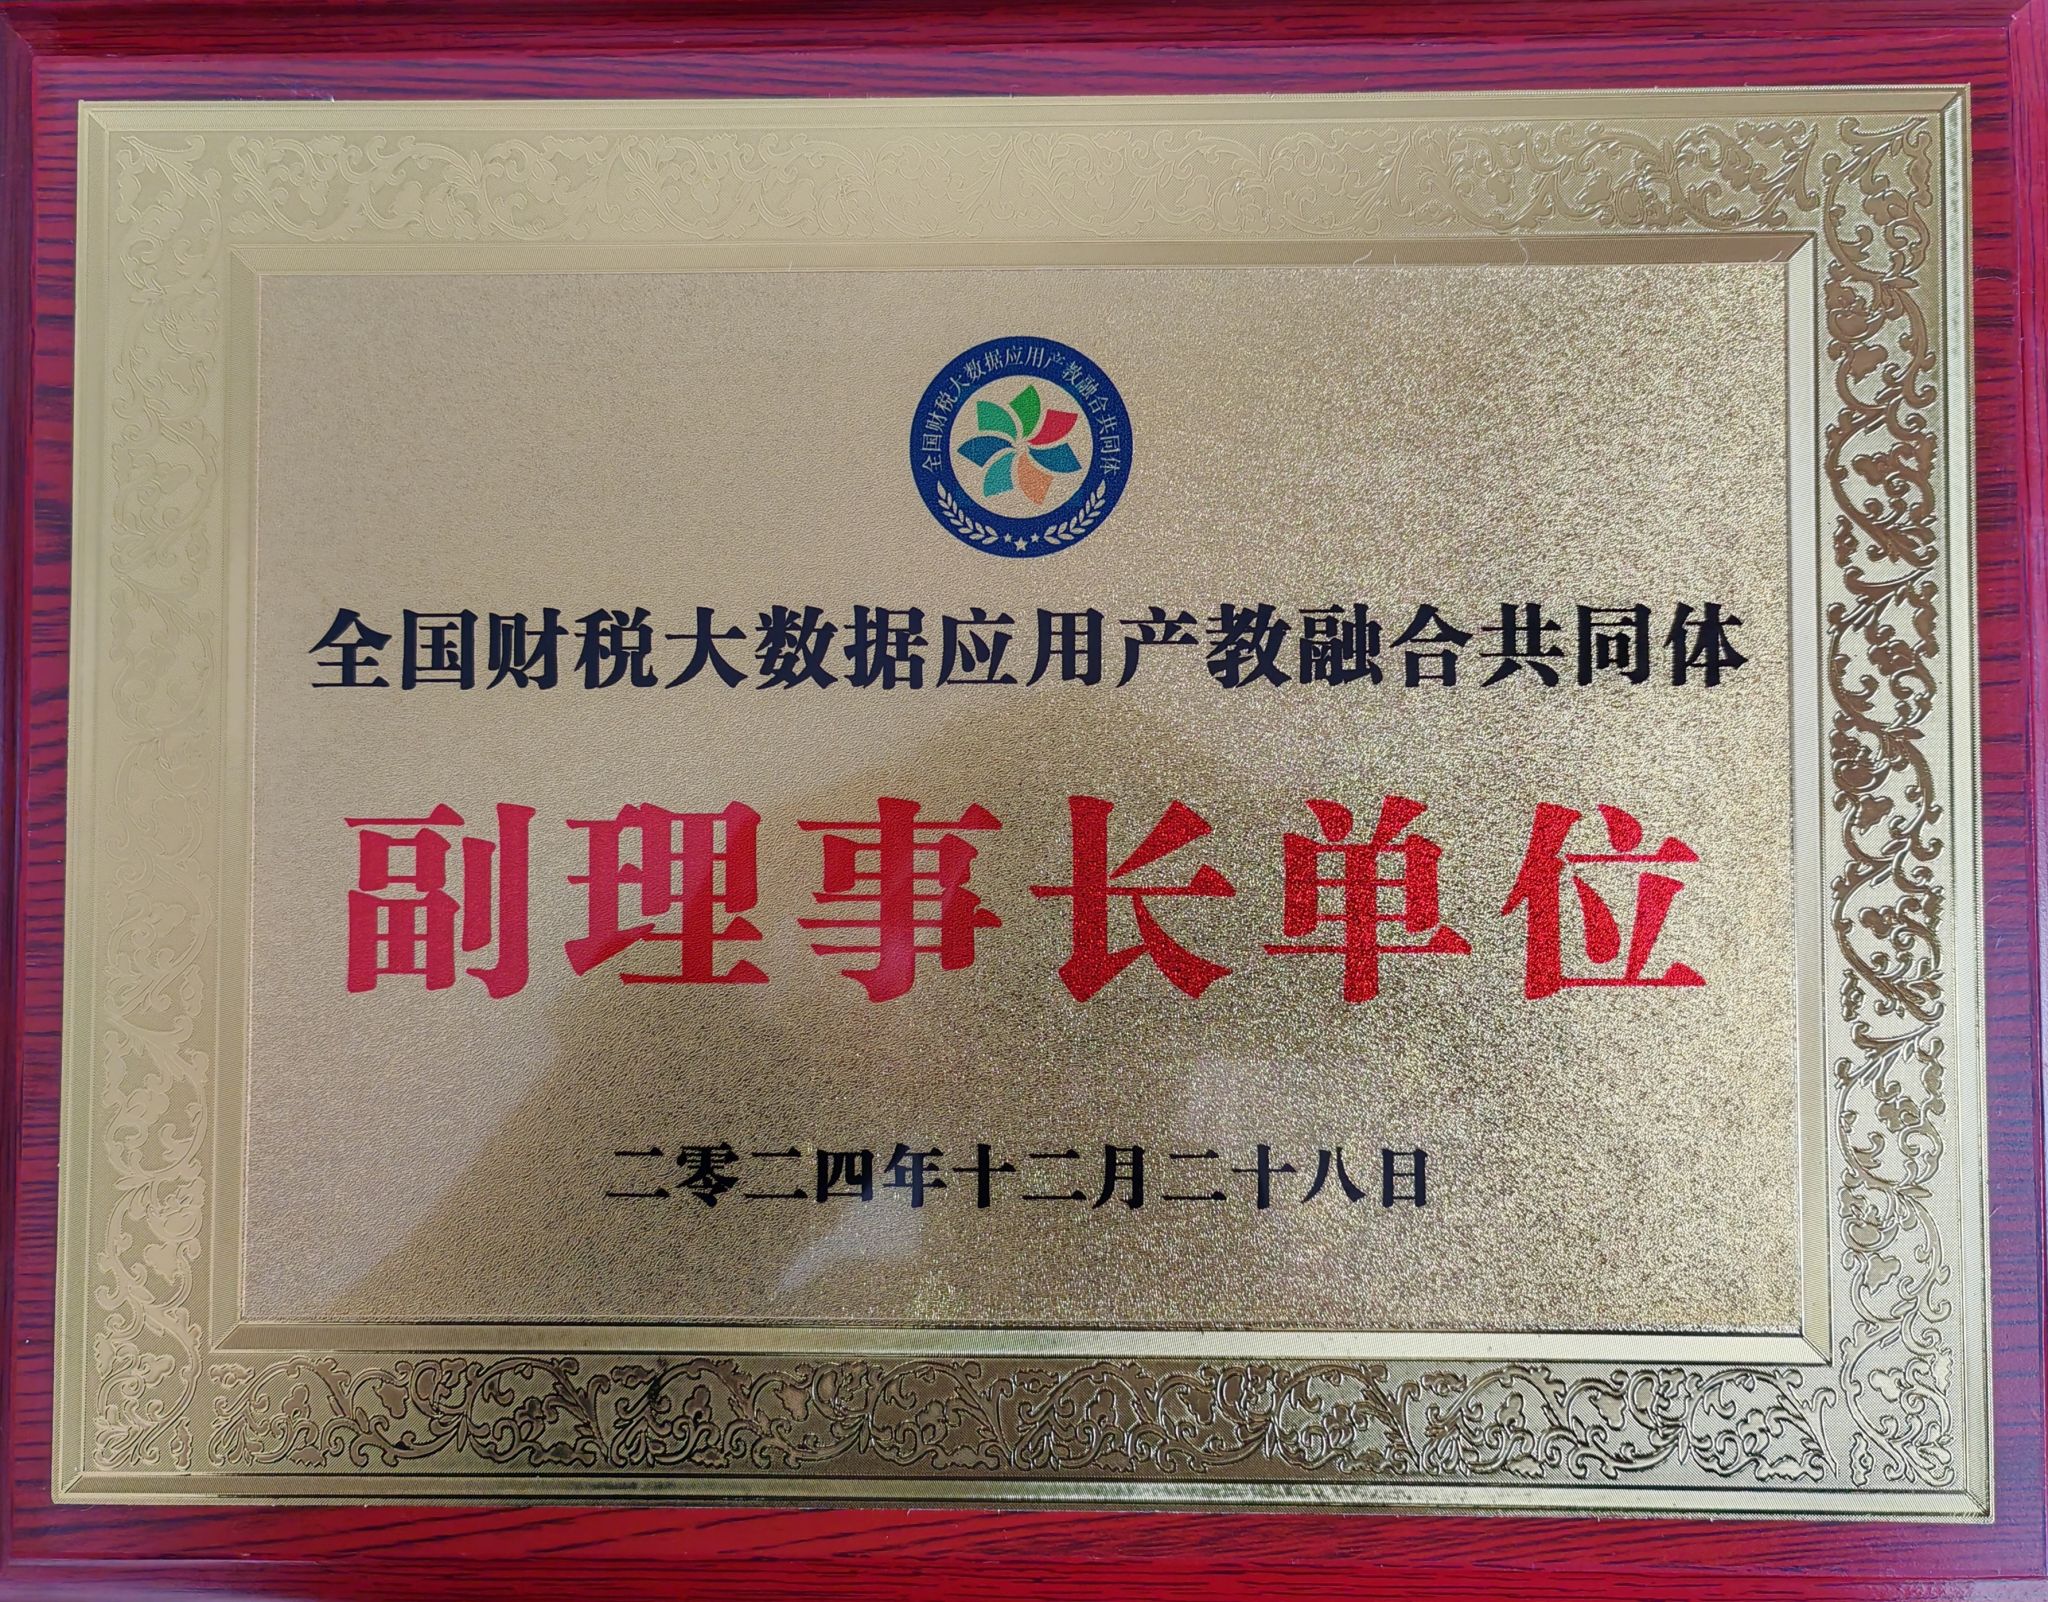 全国财税大数据应用产教融合共同体
全国财税大数据应用产教融合共同体
副理事长单位
二零二四年十二月二十八日